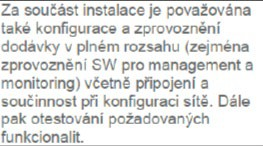 Za součást instalace je považována
také konfigurace a zprovoznění
dodávky v plném rozsahu (zejména
zprovoznění SW pro management a
monitoring) včetně připojení a
součinnost při konfiguraci sítě. Dále
pak otestování požadovaných
funkcionalit.